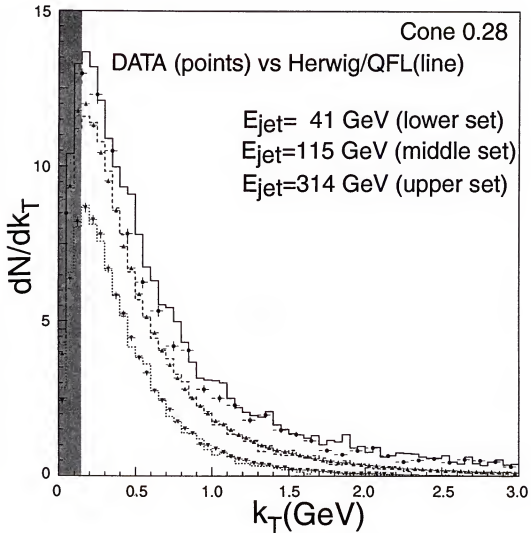 15
Cone 0.28
DATA (points) vs Herwig/QFL(line)
Ejet= 41 GeV (lower set)
Ejet=115 GeV (middle set)
Ejet=314 GeV (upper set)
10
dN/dkT
5
0
0 0.5 1.0 1.5 2.0 2.5 3.0
kT(GeV)